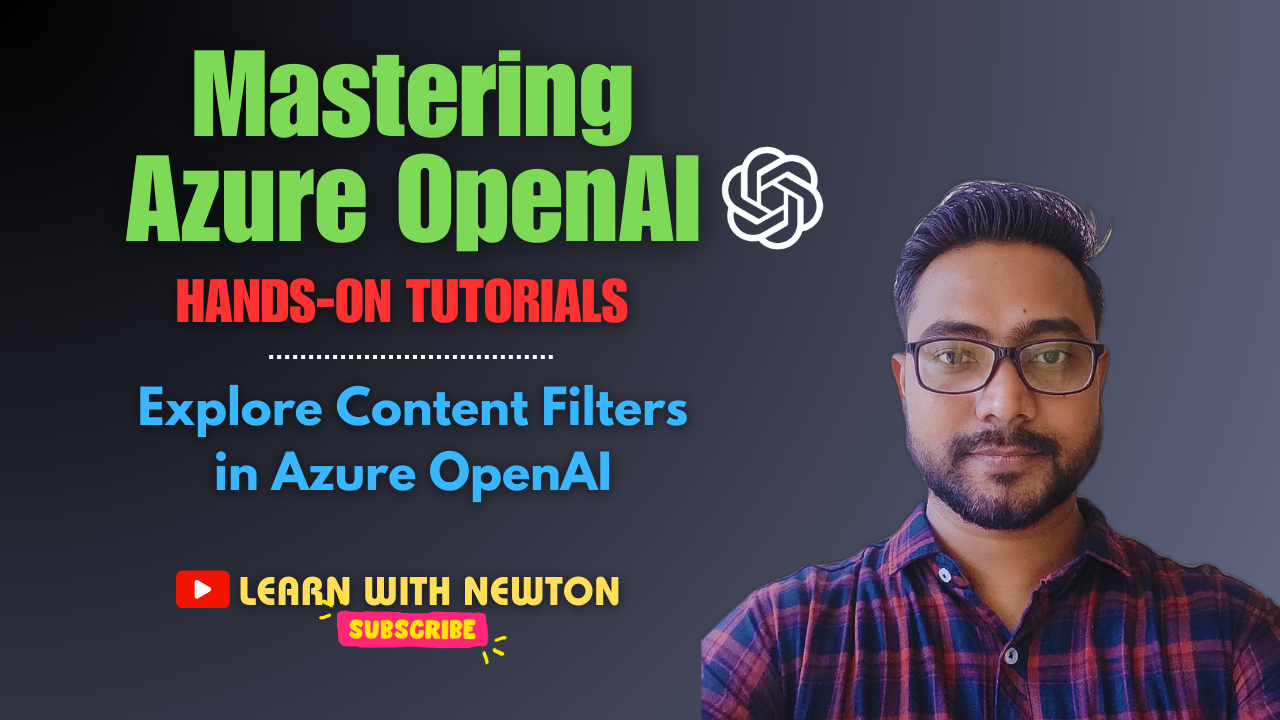 Mastering
Azure OpenAI
HANDS-ON TUTORIALS
Explore Content Filters
in Azure OpenAI
LEARN WITH NEWTON
SUBSCRIBE